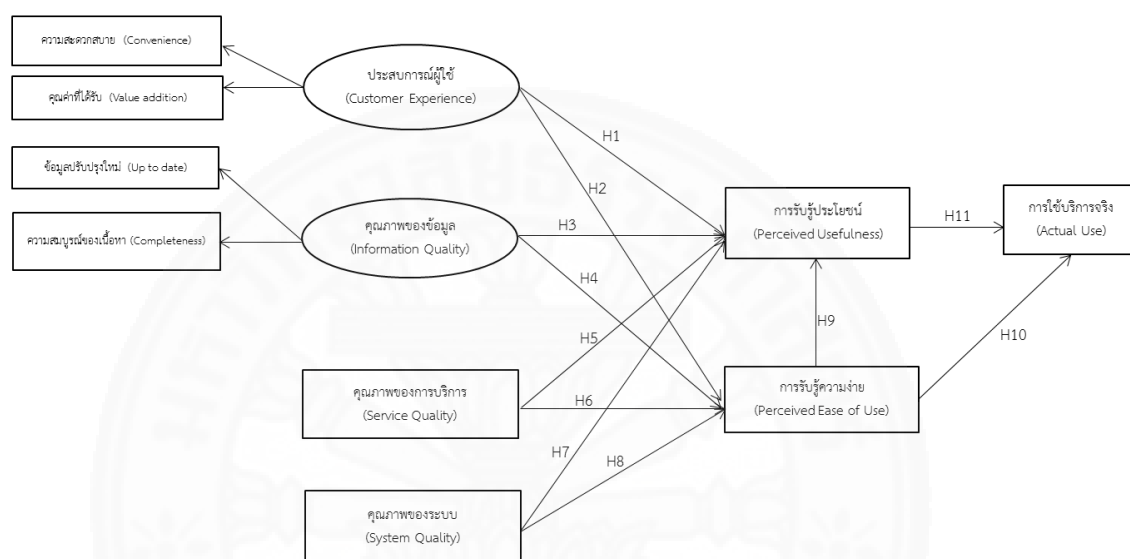 ความสะดวกสบาย (Convenience)
คุณค่าที่ได้รับ (Value addition)
ข้อมูลปรับปรุงใหม่ (Up to date)
ความสมบูรณ์ของเนื้อหา (Completeness)
ประสบการณ์ผู้ใช้
(Customer Experience)
คุณภาพของข้อมูล
(Information Quality)
คุณภาพของการบริการ
(Service Quality)
คุณภาพของระบบ
(System Quality)
H1
H2
H3
H4
H5
H6
H7
H8
การรับรู้ประโยชน์
(Perceived Usefulness)
H9
การรับรู้ความง่าย
(Perceived Ease of Use)
H11
H10
การใช้บริการจริง
(Actual Use)